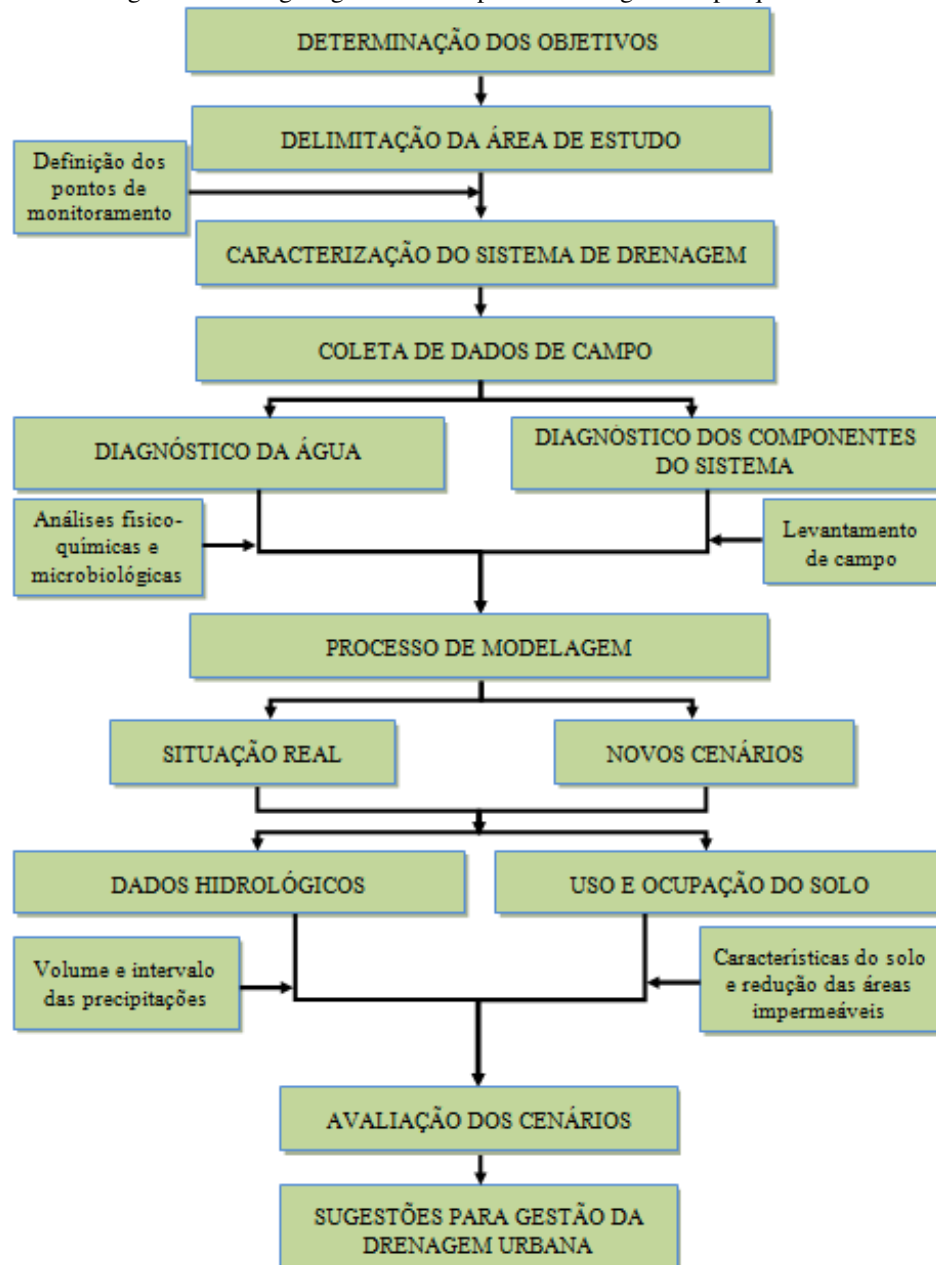 DETERMINAÇÃO DOS OBJETIVOS
DELIMITAÇÃO DA ÁREA DE ESTUDO
Definição dos
pontos de
monitoramento
CARACTERIZAÇÃO DO SISTEMA DE DRENAGEM
COLETA DE DADOS DE CAMPO
DIAGNÓSTICO DA ÁGUA
DIAGNÓSTICO DOS COMPONENTES
DO SISTEMA
Análises fisico-
químicas e
microbiológicas
Levantamento
de campo
PROCESSO DE MODELAGEM
SITUAÇÃO REAL
NOVOS CENÁRIOS
DADOS HIDROLÓGICOS
USO E OCUPAÇÃO DO SOLO
Volume e intervalo
das precipitações
Características do solo
e redução das áreas
impermeáveis
AVALIAÇÃO DOS CENÁRIOS
SUGESTÕES PARA GESTÃO DA
DRENAGEM URBANA